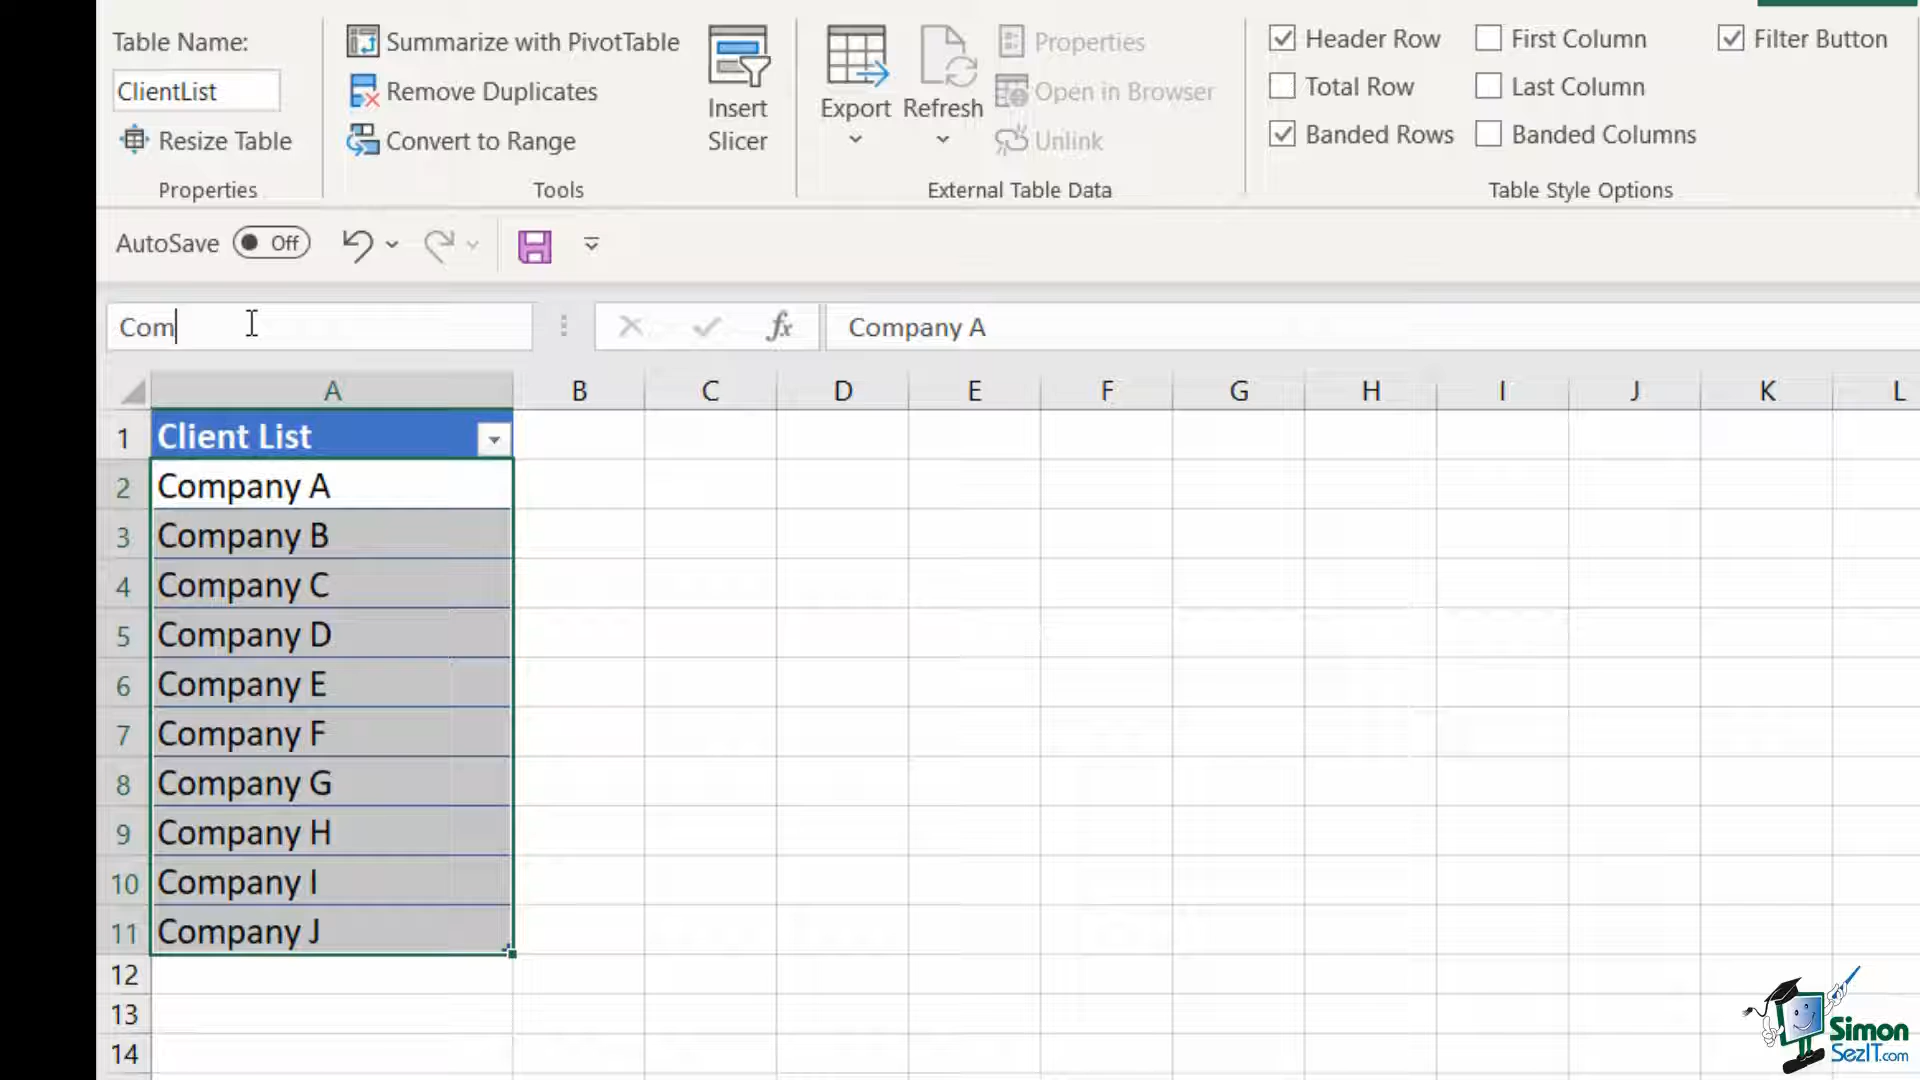 Table Name:
ClientList
Resize Table
Properties
Summarize with PivotTable
Remove Duplicates
Convert to Range
Insert
Slicer
Tools
Export
Refresh
Properties
Open in Browser
Unlink
External Table Data
Header Row
Total Row
Banded Rows
First Column
Last Column
Banded Columns
Filter Button
Table Style Options
AutoSave Off
Com
fx
Company A
A B C D E F G H I J K L
1 Client List
2 Company A
3 Company B
4 Company C
5 Company D
6 Company E
7 Company F
8 Company G
9 Company H
10 Company I
11 Company J
12
13
14
Simon
SezIT.com